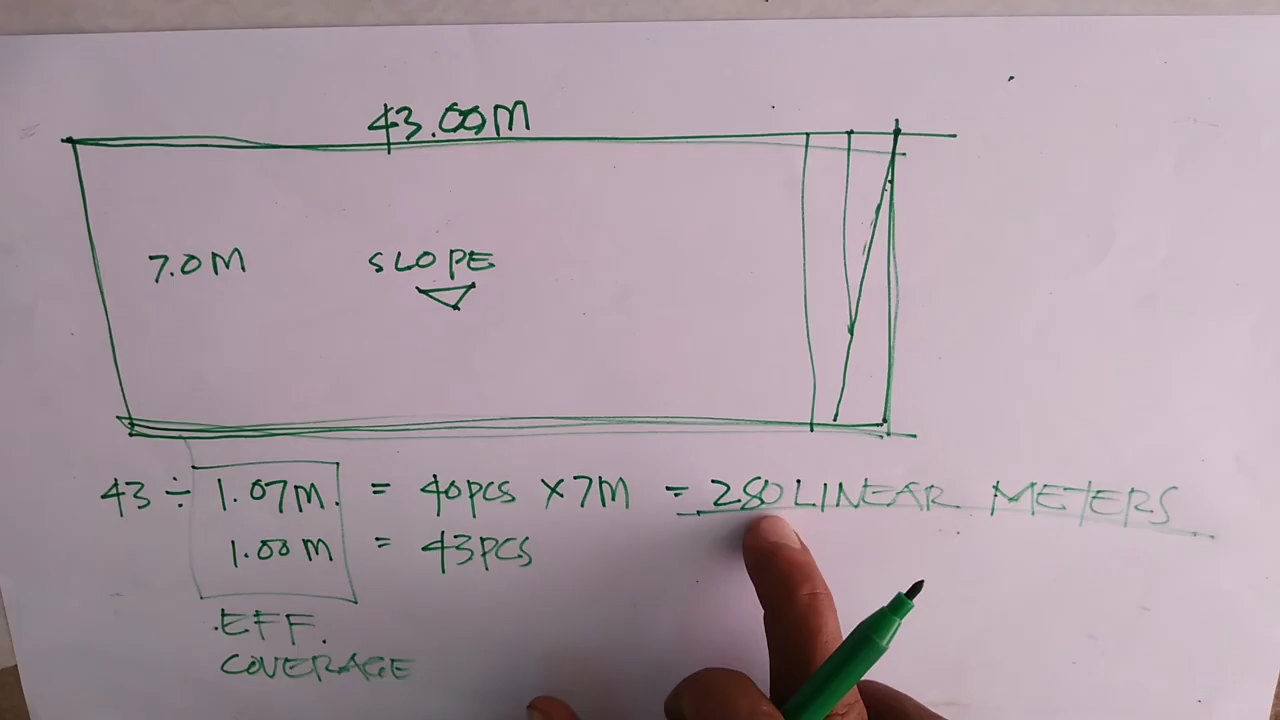 43.00M
7.0M
SLOPE
43 ÷ 1.07M. = 40PCS X 7M = 280 LINEAR METERS
1.00M = 43PCS
EFF.
COVERAGE